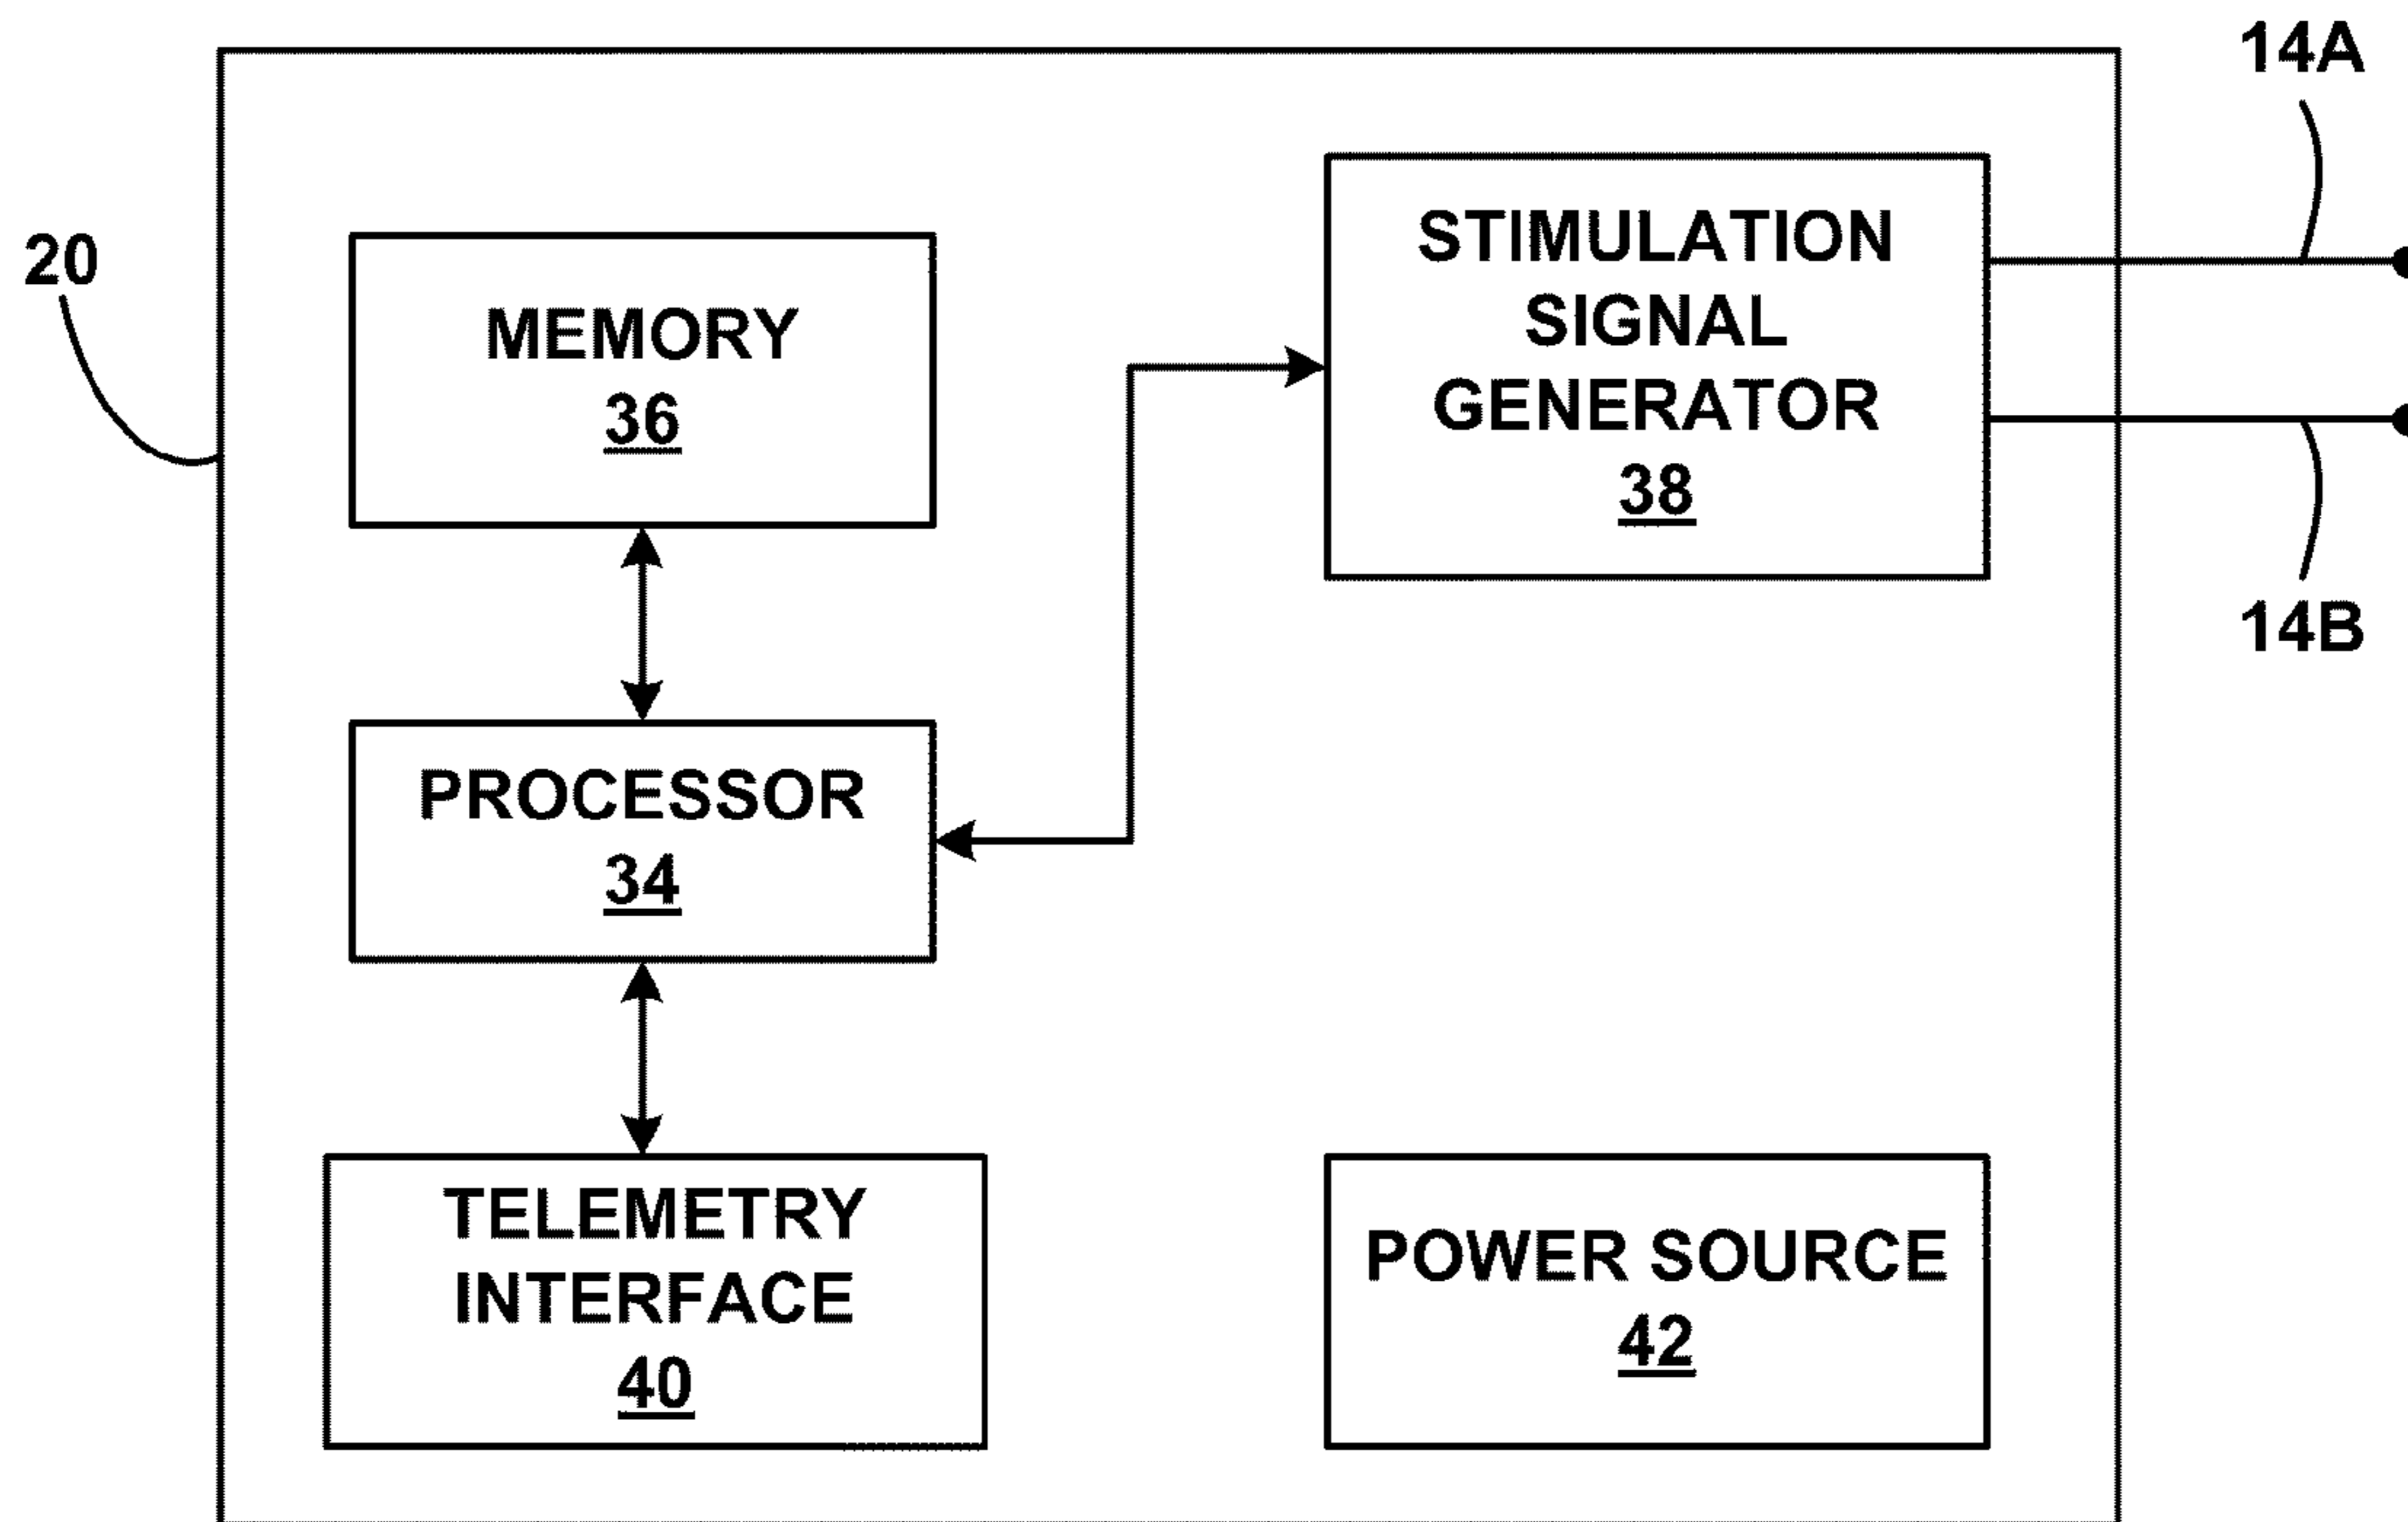 14A
20
MEMORY
36
STIMULATION
SIGNAL
GENERATOR
38
14B
PROCESSOR
34
TELEMETRY
INTERFACE
40
POWER SOURCE
42